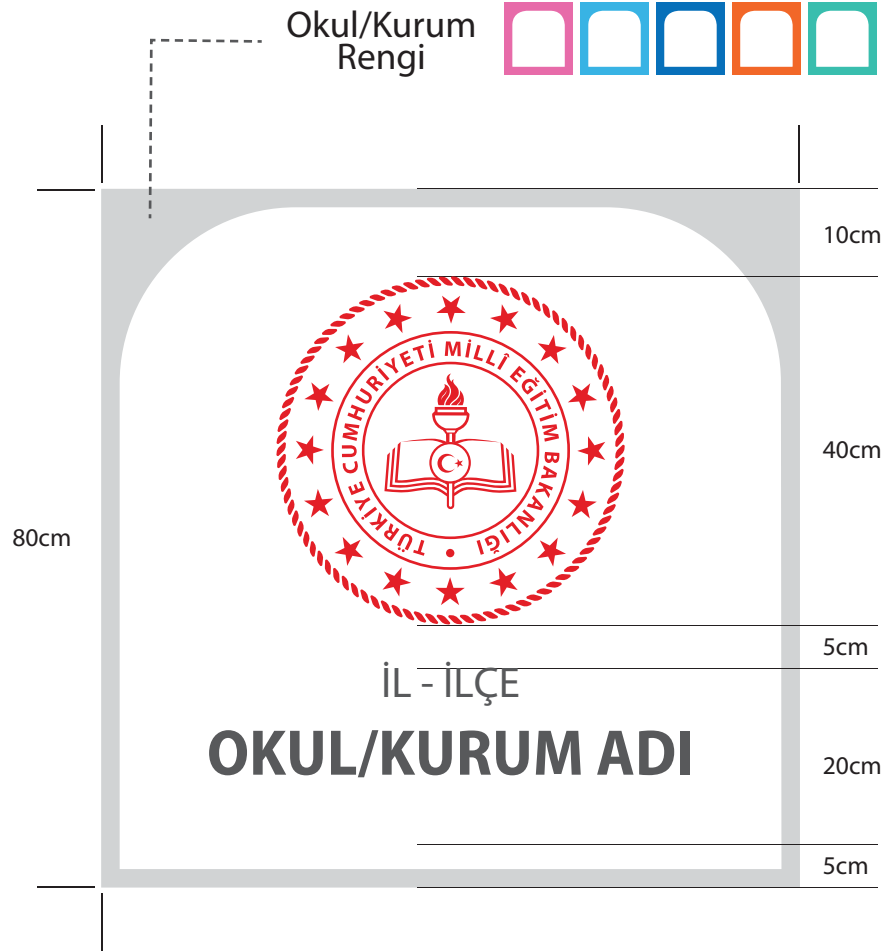 Okul/Kurum
Rengi
10cm
TÜRKİYE CUMHURİYETİ MİLLÎ EĞİTİM BAKANLIĞI
40cm
80cm
5cm
İL - İLÇE
OKUL/KURUM ADI
20cm
5cm